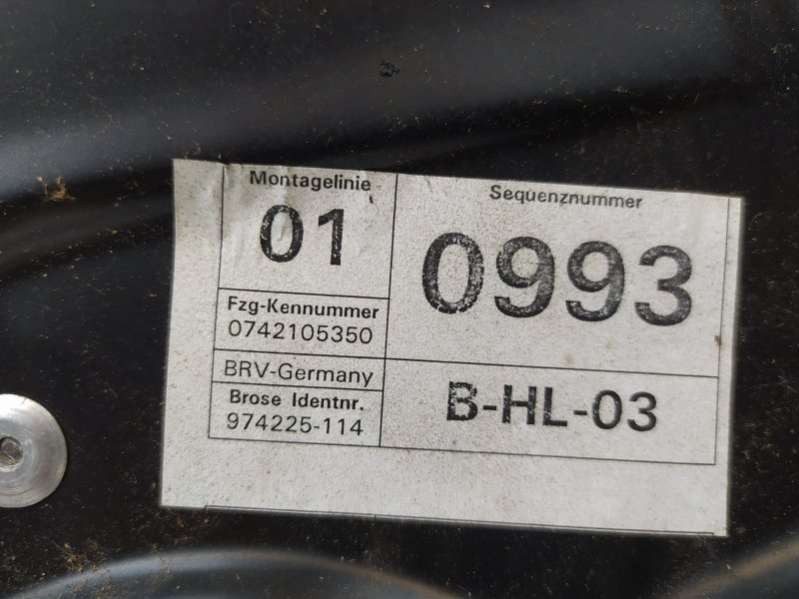 Montagelinie
01
Sequenznummer
0993
Fzg-Kennummer
0742105350
BRV-Germany
Brose Identnr.
974225-114
B-HL-03